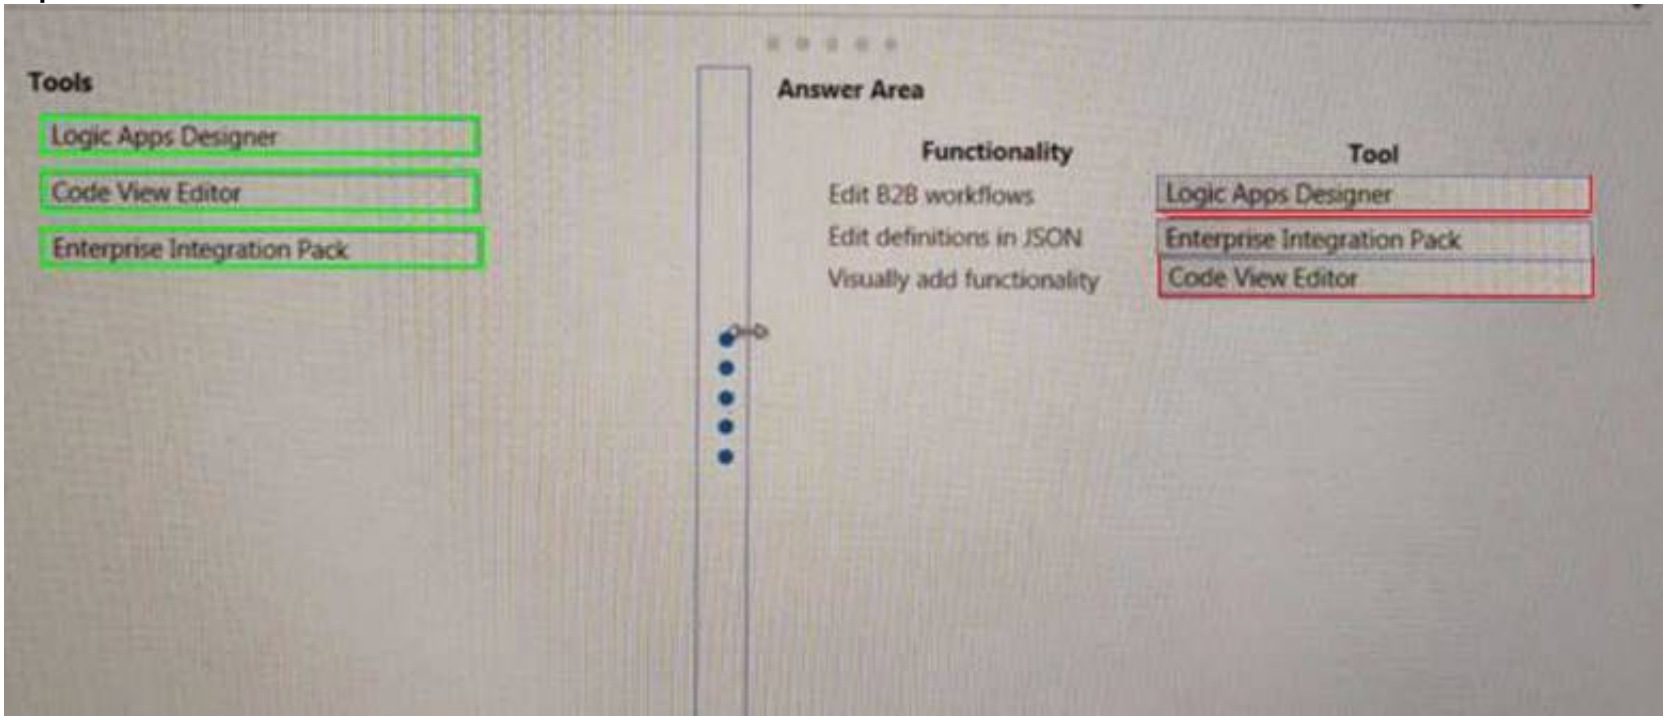 Tools
Logic Apps Designer
Code View Editor
Enterprise Integration Pack
Answer Area
Functionality Tool
Edit B2B workflows Logic Apps Designer
Edit definitions in JSON Enterprise Integration Pack
Visually add functionality Code View Editor